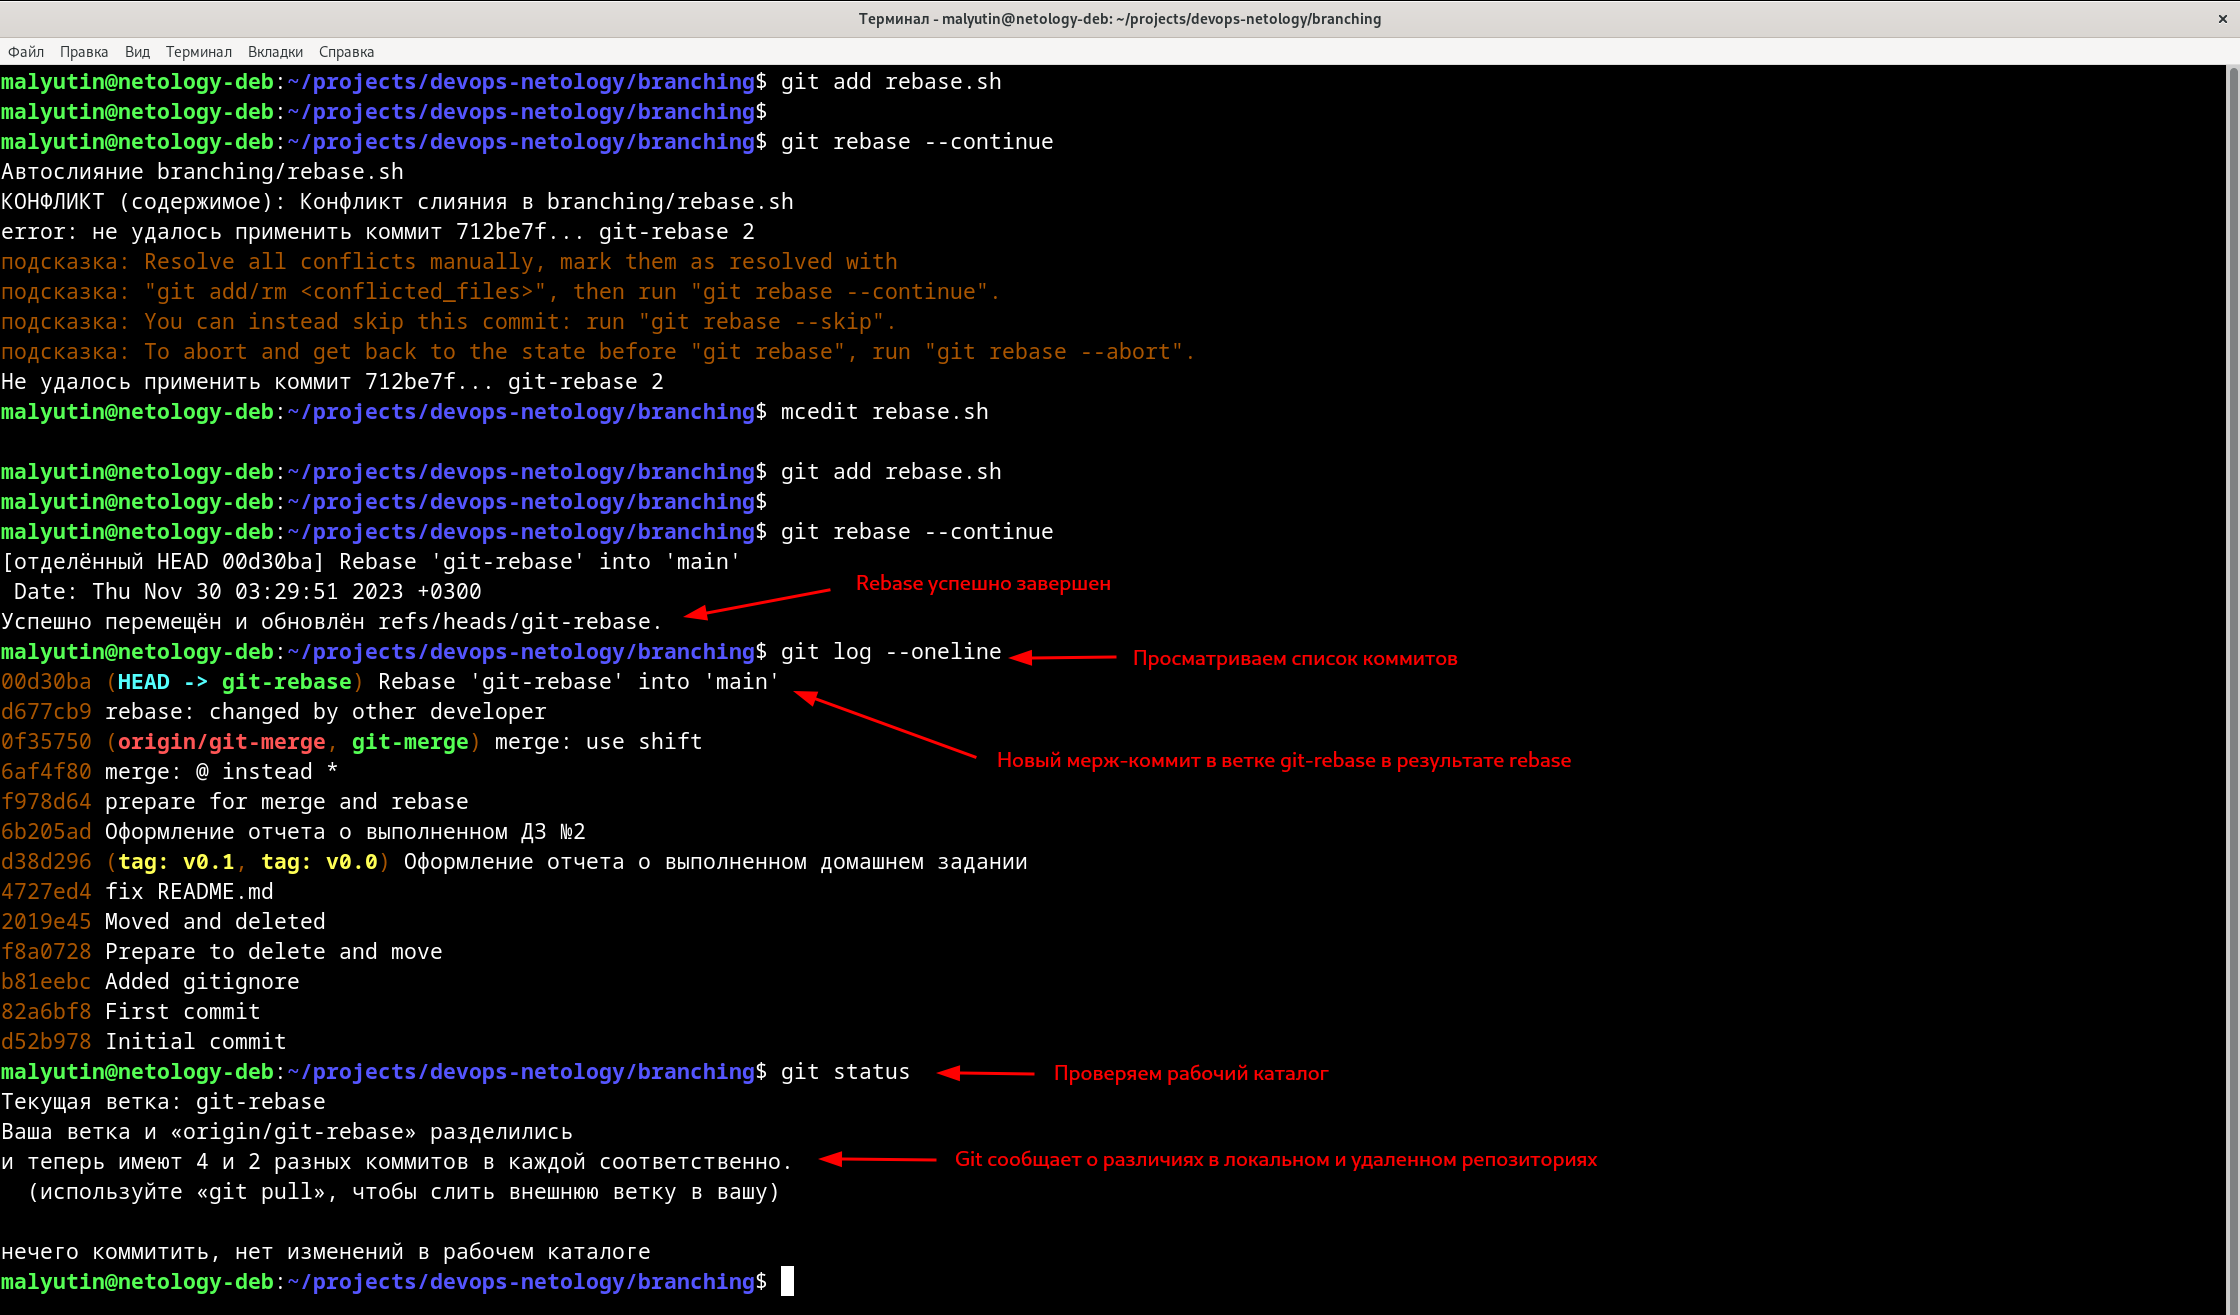 Терминал - malyutin@netology-deb: ~/projects/devops-netology/branching
Файл Правка Вид Терминал Вкладки Справка
malyutin@netology-deb:~/projects/devops-netology/branching$ git add rebase.sh
malyutin@netology-deb:~/projects/devops-netology/branching$
malyutin@netology-deb:~/projects/devops-netology/branching$ git rebase --continue
Автослияние branching/rebase.sh
КОНФЛИКТ (содержимое): Конфликт слияния в branching/rebase.sh
error: не удалось применить коммит 712be7f... git-rebase 2
подсказка: Resolve all conflicts manually, mark them as resolved with
подсказка: "git add/rm <conflicted_files>", then run "git rebase --continue".
подсказка: You can instead skip this commit: run "git rebase --skip".
подсказка: To abort and get back to the state before "git rebase", run "git rebase --abort".
Не удалось применить коммит 712be7f... git-rebase 2
malyutin@netology-deb:~/projects/devops-netology/branching$ mcedit rebase.sh
malyutin@netology-deb:~/projects/devops-netology/branching$ git add rebase.sh
malyutin@netology-deb:~/projects/devops-netology/branching$
malyutin@netology-deb:~/projects/devops-netology/branching$ git rebase --continue
[отделённый HEAD 00d30ba] Rebase 'git-rebase' into 'main'
Date: Thu Nov 30 03:29:51 2023 +0300
Rebase успешно завершен
Успешно перемещён и обновлён refs/heads/git-rebase.
malyutin@netology-deb:~/projects/devops-netology/branching$ git log --oneline
Просматриваем список коммитов
00d30ba (HEAD -> git-rebase) Rebase 'git-rebase' into 'main'
d677cb9 rebase: changed by other developer
0f35750 (origin/git-merge, git-merge) merge: use shift
Новый мерж-коммит в ветке git-rebase в результате rebase
6af4f80 merge: @ instead *
f978d64 prepare for merge and rebase
6b205ad Оформление отчета о выполненном ДЗ №2
d38d296 (tag: v0.1, tag: v0.0) Оформление отчета о выполненном домашнем задании
4727ed4 fix README.md
2019e45 Moved and deleted
f8a0728 Prepare to delete and move
b81eebc Added gitignore
82a6bf8 First commit
d52b978 Initial commit
malyutin@netology-deb:~/projects/devops-netology/branching$ git status
Проверяем рабочий каталог
Текущая ветка: git-rebase
Ваша ветка и «origin/git-rebase» разделились
и теперь имеют 4 и 2 разных коммитов в каждой соответственно.
Git сообщает о различиях в локальном и удаленном репозиториях
(используйте «git pull», чтобы слить внешнюю ветку в вашу)
нечего коммитить, нет изменений в рабочем каталоге
malyutin@netology-deb:~/projects/devops-netology/branching$